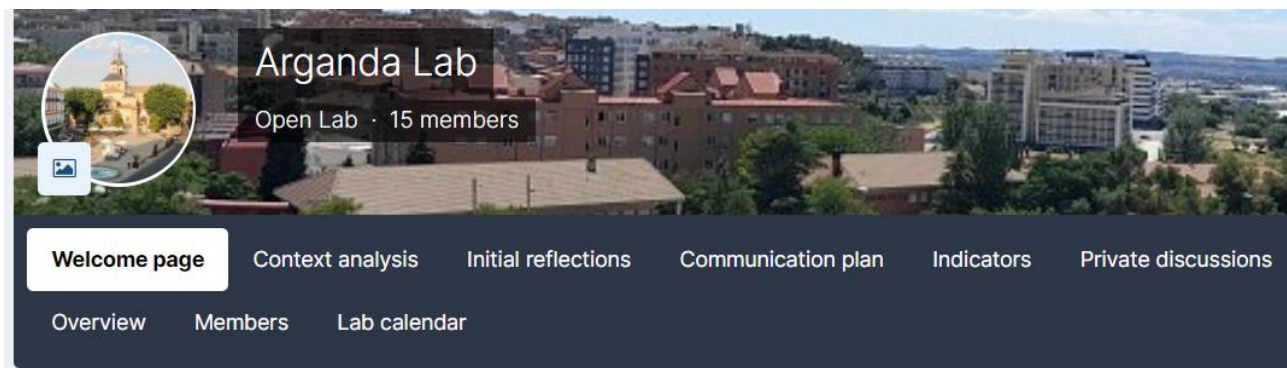 Arganda Lab
Open Lab · 15 members
Welcome page Context analysis Initial reflections Communication plan Indicators Private discussions
Overview Members Lab calendar